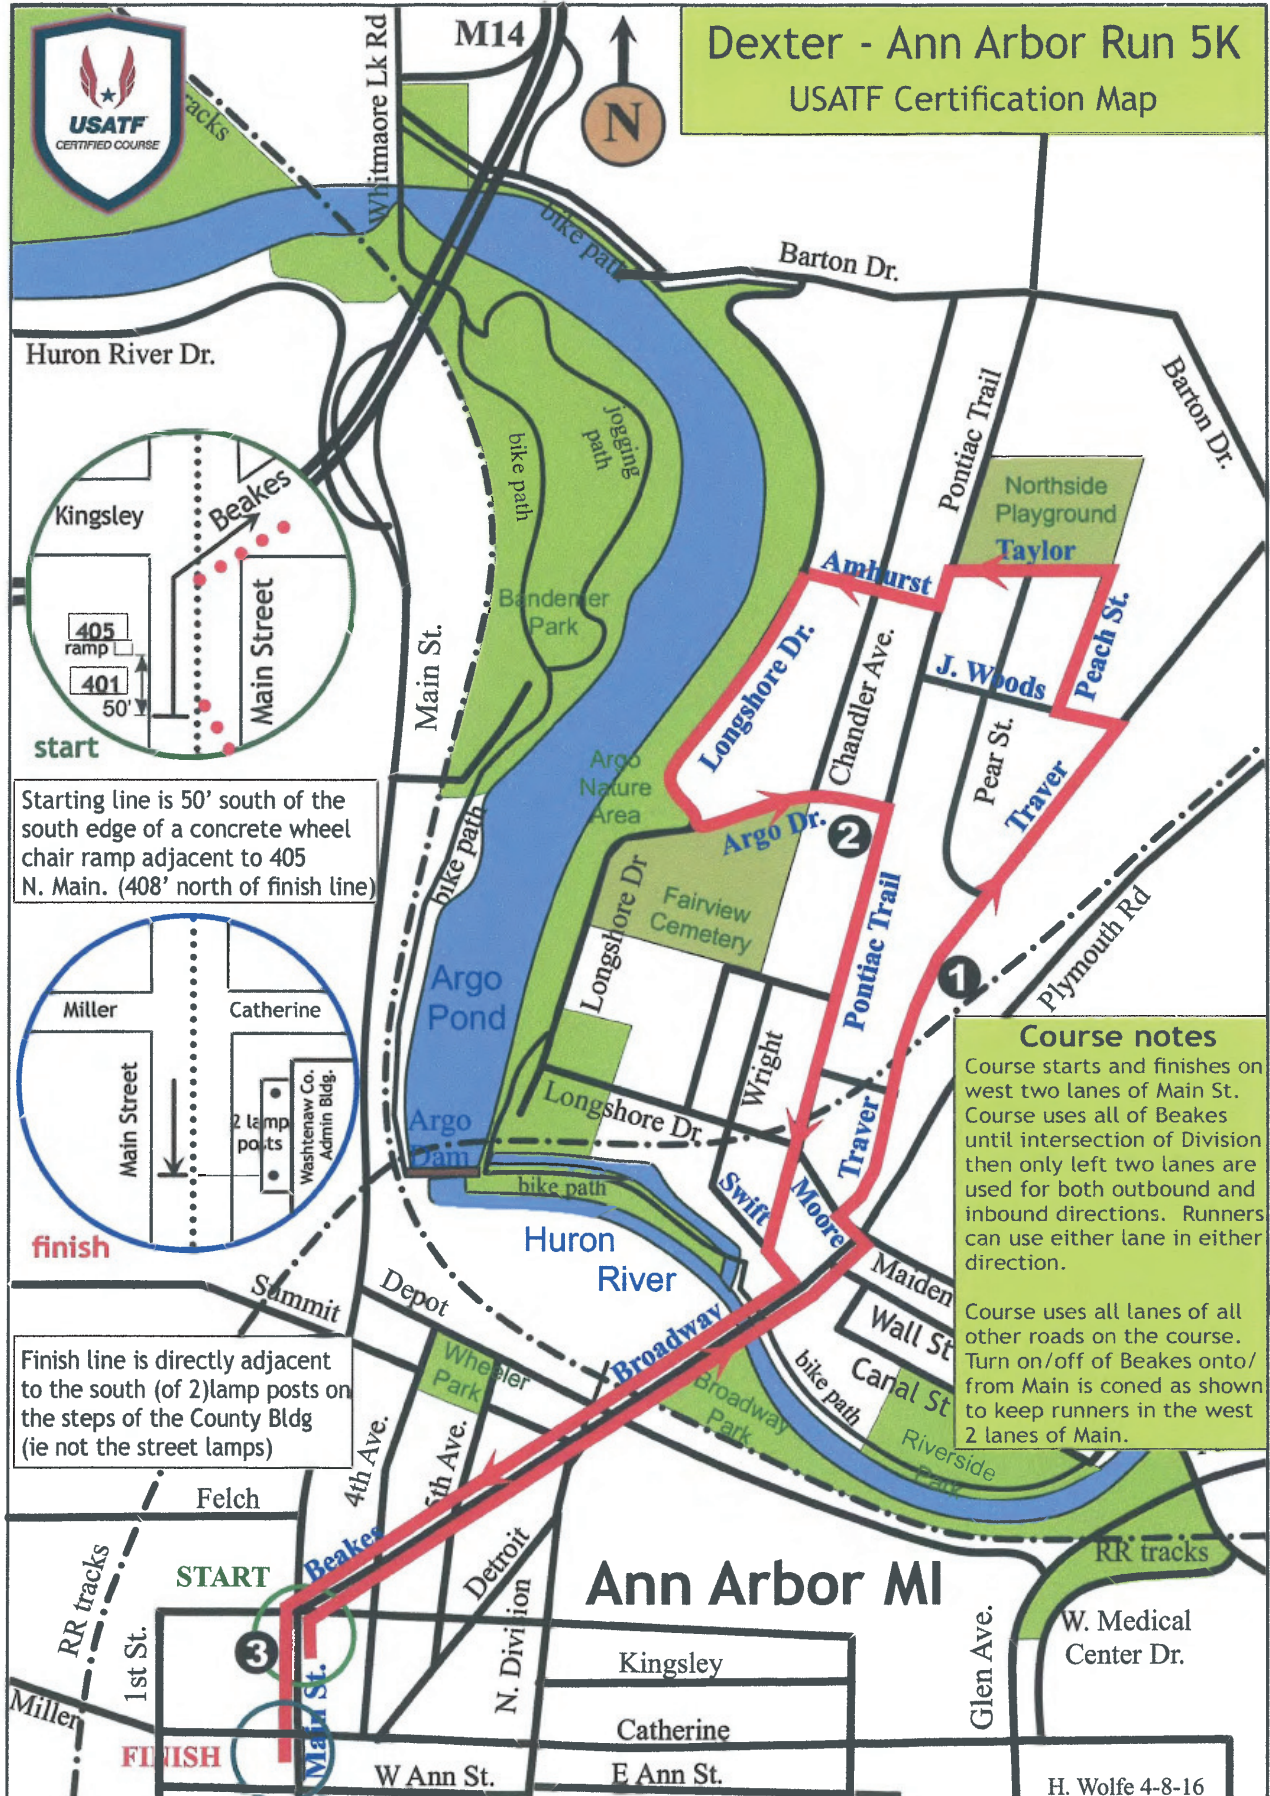 Dexter - Ann Arbor Run 5K
USATF Certification Map
USATF
CERTIFIED COURSE
racks
Whitmaore Lk Rd
M14
N
bike path
Barton Dr.
Huron River Dr.
Barton Dr.
Pontiac Trail
jogging
path
bike path
Northside
Playground
Taylor
Amhurst
Peach St.
Bandemer
Park
Main St.
Longshore Dr.
J. Woods
Chandler Ave.
Pear St.
Traver
Kingsley
Beakes
405
ramp
401
50'
Main Street
start
Starting line is 50' south of the
south edge of a concrete wheel
chair ramp adjacent to 405
N. Main. (408' north of finish line)
Argo
Nature
Area
bike path
Argo Dr.
2
Longshore Dr
Fairview
Cemetery
Pontiac Trail
Plymouth Rd
1
Argo
Pond
Miller
Catherine
Main Street
2 lamp
posts
Washtenaw Co.
Admin Bldg.
finish
Wright
Longshore Dr.
Traver
Argo
Dam
bike path
Swift
Moore
Huron
River
Course notes
Course starts and finishes on
west two lanes of Main St.
Course uses all of Beakes
until intersection of Division
then only left two lanes are
used for both outbound and
inbound directions. Runners
can use either lane in either
direction.
Course uses all lanes of all
other roads on the course.
Turn on/off of Beakes onto/
from Main is coned as shown
to keep runners in the west
2 lanes of Main.
Maiden
Wall St
Canal St
Summit
Depot
Broadway
bike path
Finish line is directly adjacent
to the south (of 2)lamp posts on
the steps of the County Bldg
(ie not the street lamps)
Wheeler
Park
Broadway
Park
Riverside
Park
4th Ave.
5th Ave.
Felch
Beakes
Detroit
RR tracks
START
Ann Arbor MI
RR tracks
W. Medical
Center Dr.
1st St.
3
N. Division
Kingsley
Glen Ave.
Miller
Main St.
Catherine
FINISH
W Ann St.
E Ann St.
H. Wolfe 4-8-16